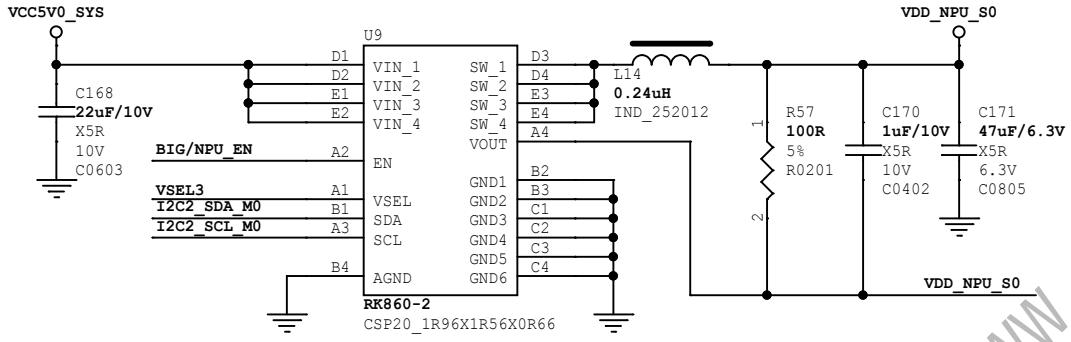 VCC5V0_SYS
VDD_NPU_S0
U9
D1 VIN_1 SW_1 D3
D2 VIN_2 SW_2 D4
E1 VIN_3 SW_3 E3
E2 VIN_4 SW_4 E4
VOUT A4
L14
0.24uH
IND_252012
C168
22uF/10V
X5R
10V
C0603
BIG/NPU_EN A2 EN
VSEL3 A1 VSEL
I2C2_SDA_M0 B1 SDA
I2C2_SCL_M0 A3 SCL
B4 AGND
GND1 B2
GND2 B3
GND3 C1
GND4 C2
GND5 C3
GND6 C4
RK860-2
CSP20_1R96X1R56X0R66
1
2
R57
100R
5%
R0201
C170
1uF/10V
X5R
10V
C0402
C171
47uF/6.3V
X5R
6.3V
C0805
VDD_NPU_S0
WW